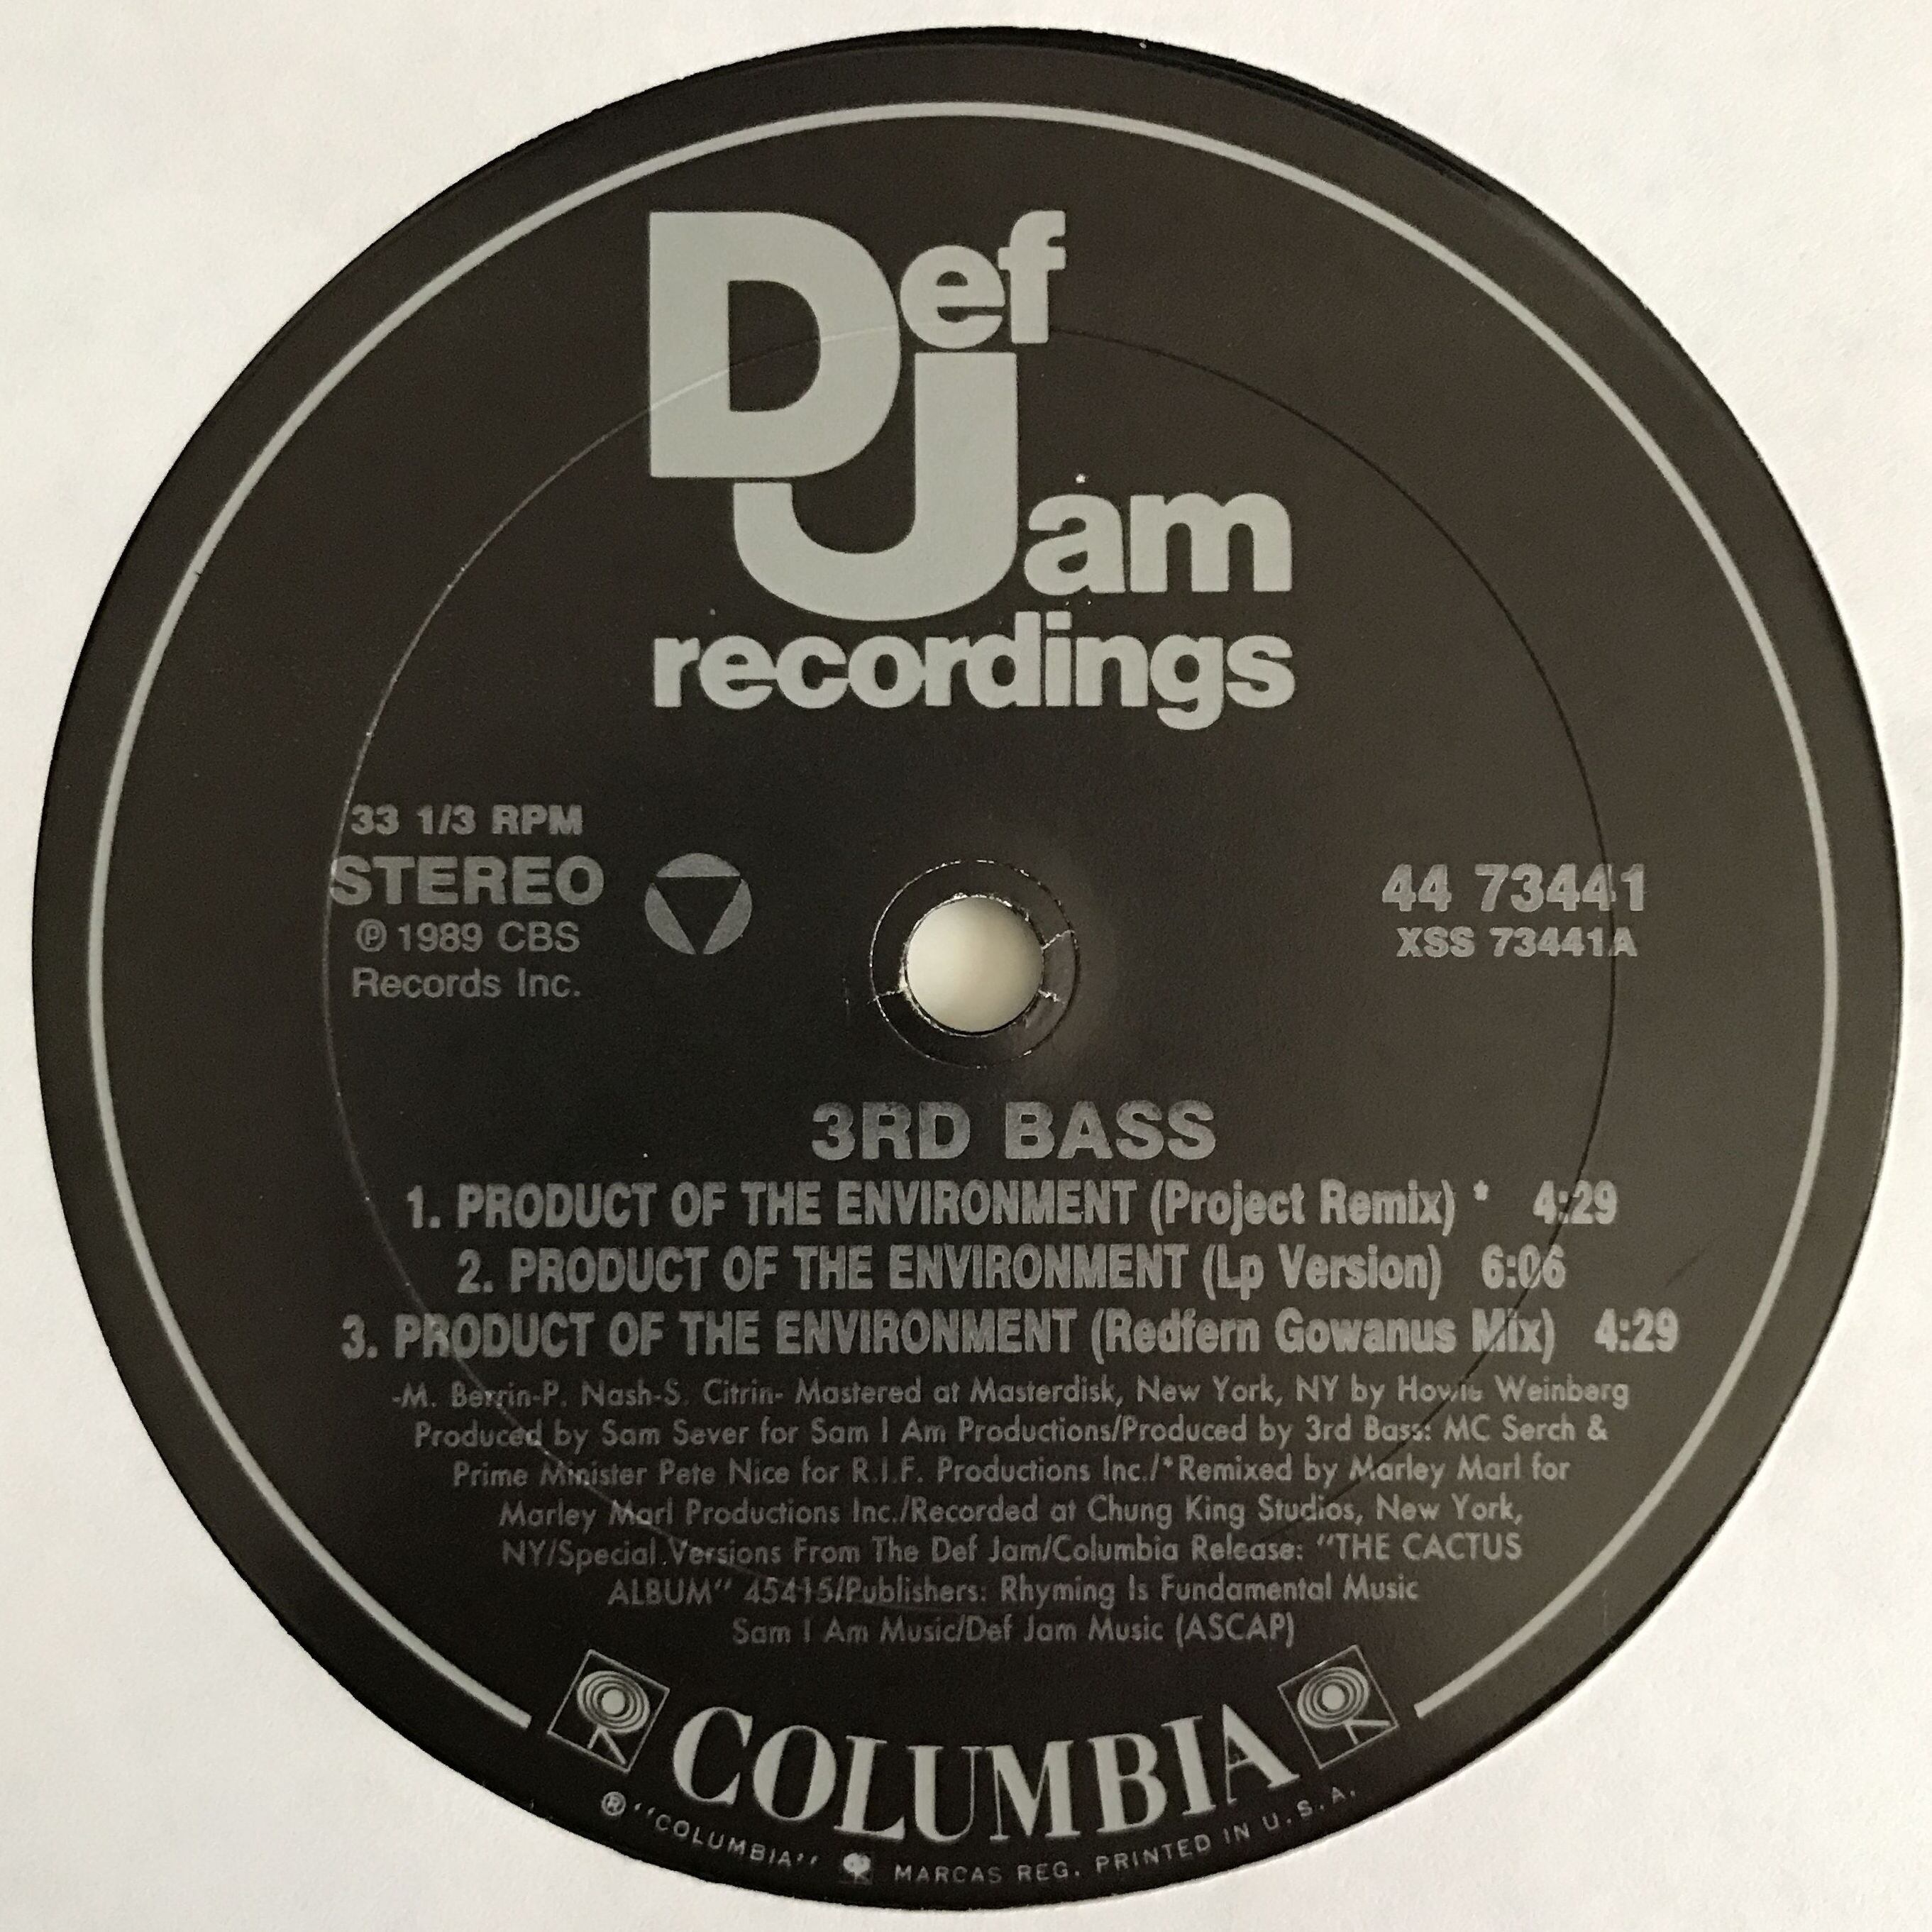 Def
Jam
recordings
33 1/3 RPM
STEREO
℗ 1989 CBS
Records Inc.
44 73441
XSS 73441A
3RD BASS
1. PRODUCT OF THE ENVIRONMENT (Project Remix) * 4:29
2. PRODUCT OF THE ENVIRONMENT (Lp Version) 6:06
3. PRODUCT OF THE ENVIRONMENT (Redfern Gowanus Mix) 4:29
-M. Berrin-P. Nash-S. Citrin- Mastered at Masterdisk, New York, NY by Howie Weinberg
Produced by Sam Sever for Sam I Am Productions/Produced by 3rd Bass: MC Serch &
Prime Minister Pete Nice for R.I.F. Productions Inc./*Remixed by Marley Marl for
Marley Marl Productions Inc./Recorded at Chung King Studios, New York,
NY/Special Versions From The Def Jam/Columbia Release: "THE CACTUS
ALBUM" 45415/Publishers: Rhyming Is Fundamental Music
Sam I Am Music/Def Jam Music (ASCAP)
COLUMBIA
® "COLUMBIA" MARCAS REG. PRINTED IN U.S.A.